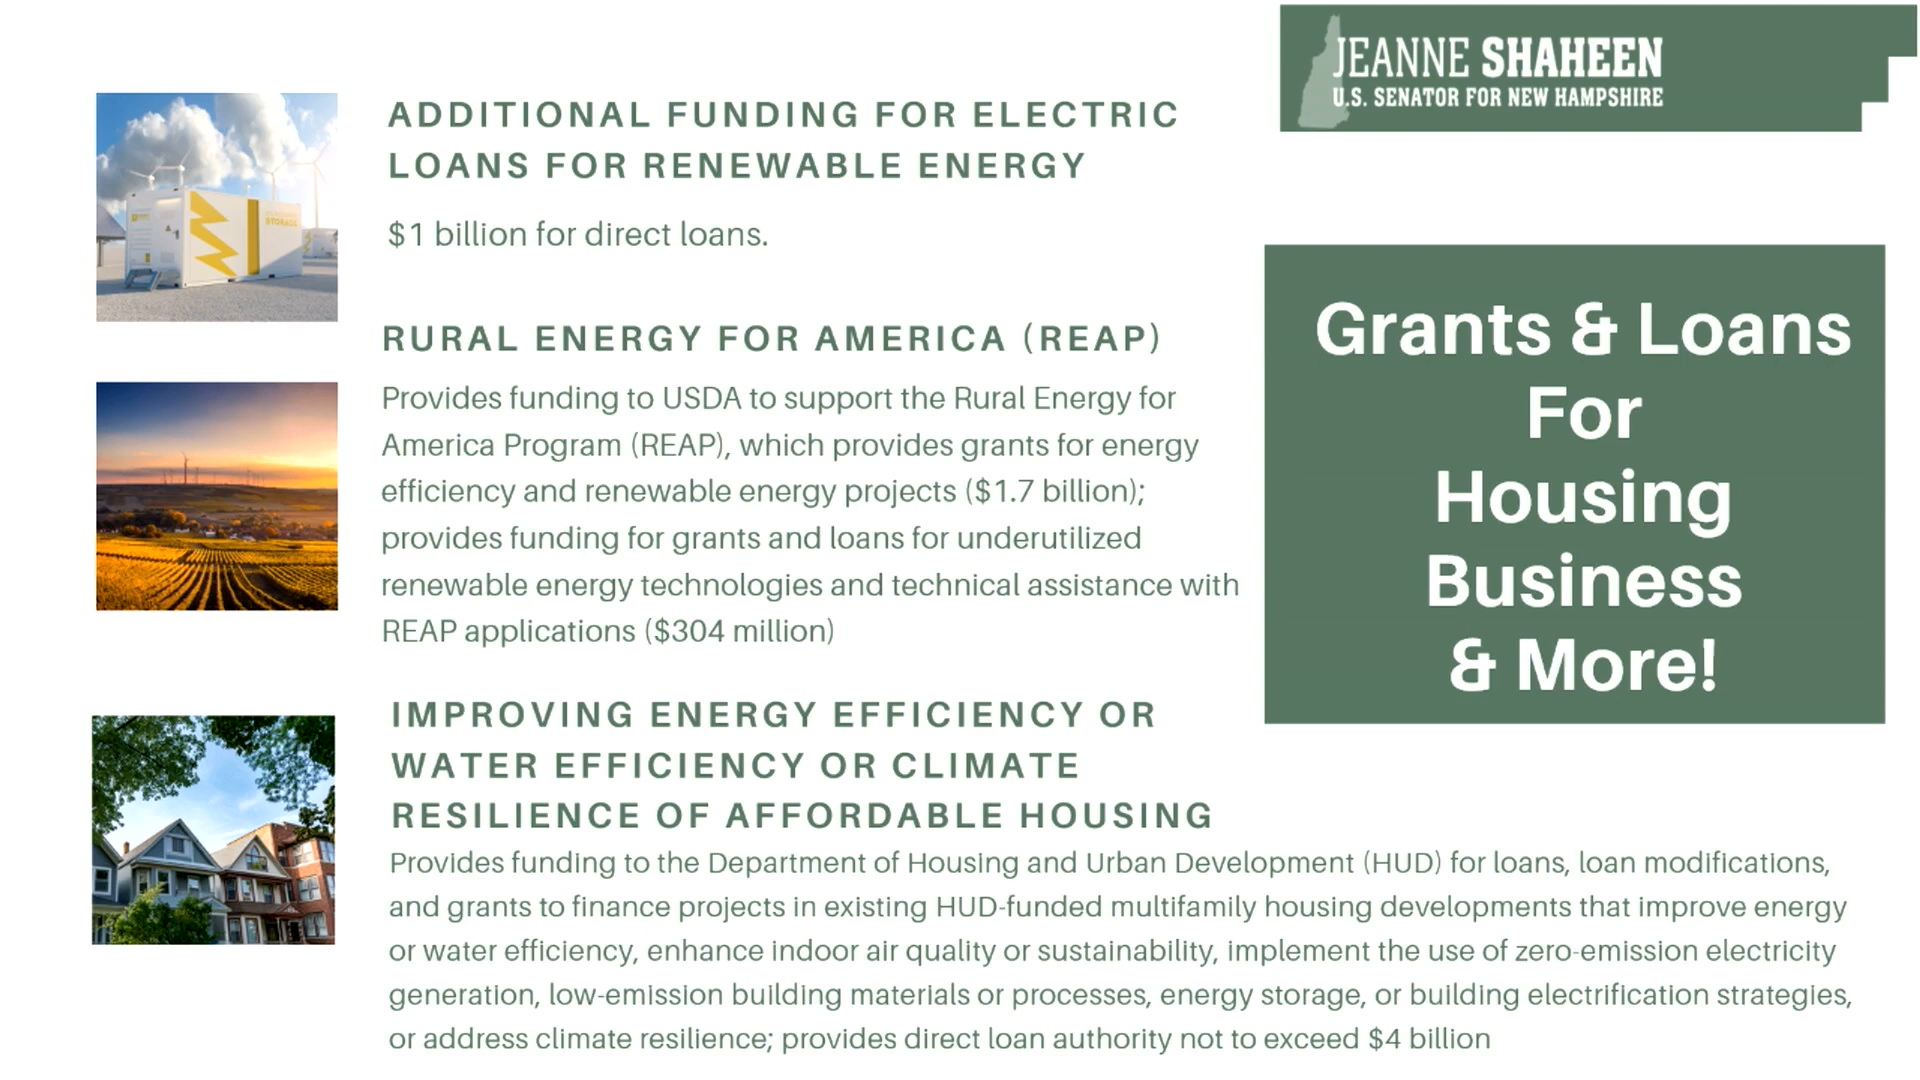 JEANNE SHAHEEN
U.S. SENATOR FOR NEW HAMPSHIRE
ADDITIONAL FUNDING FOR ELECTRIC
LOANS FOR RENEWABLE ENERGY
$1 billion for direct loans.
STORAGE
RURAL ENERGY FOR AMERICA (REAP)
Provides funding to USDA to support the Rural Energy for
America Program (REAP), which provides grants for energy
efficiency and renewable energy projects ($1.7 billion);
provides funding for grants and loans for underutilized
renewable energy technologies and technical assistance with
REAP applications ($304 million)
Grants & Loans
For
Housing
Business
& More!
IMPROVING ENERGY EFFICIENCY OR
WATER EFFICIENCY OR CLIMATE
RESILIENCE OF AFFORDABLE HOUSING
Provides funding to the Department of Housing and Urban Development (HUD) for loans, loan modifications,
and grants to finance projects in existing HUD-funded multifamily housing developments that improve energy
or water efficiency, enhance indoor air quality or sustainability, implement the use of zero-emission electricity
generation, low-emission building materials or processes, energy storage, or building electrification strategies,
or address climate resilience; provides direct loan authority not to exceed $4 billion